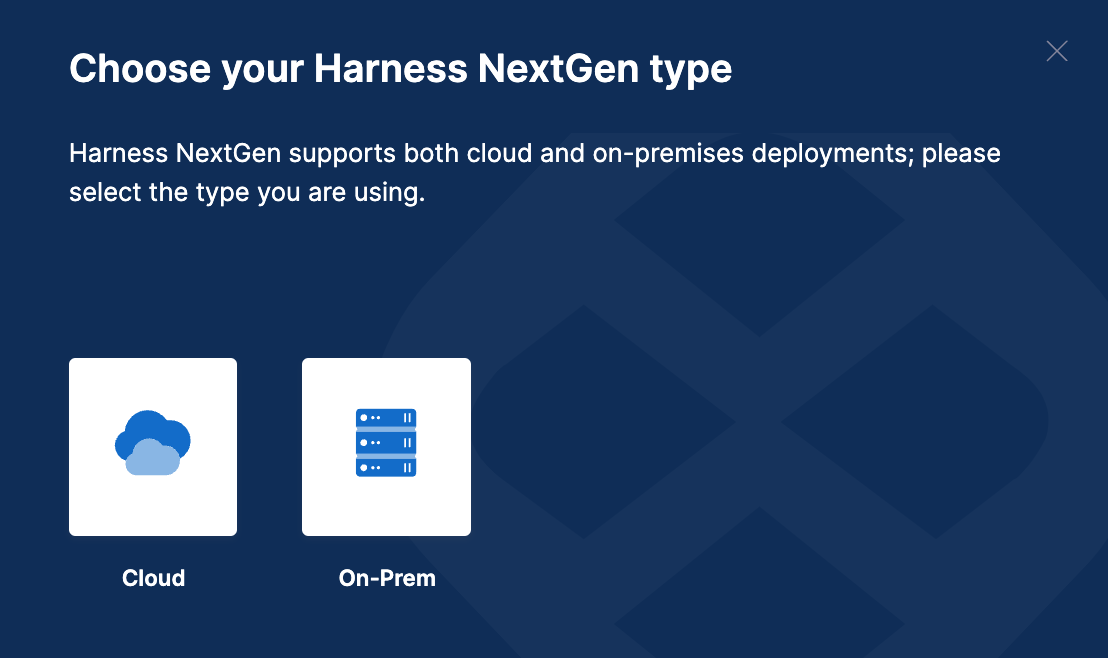 Choose your Harness NextGen type
Harness NextGen supports both cloud and on-premises deployments; please
select the type you are using.
Cloud
On-Prem